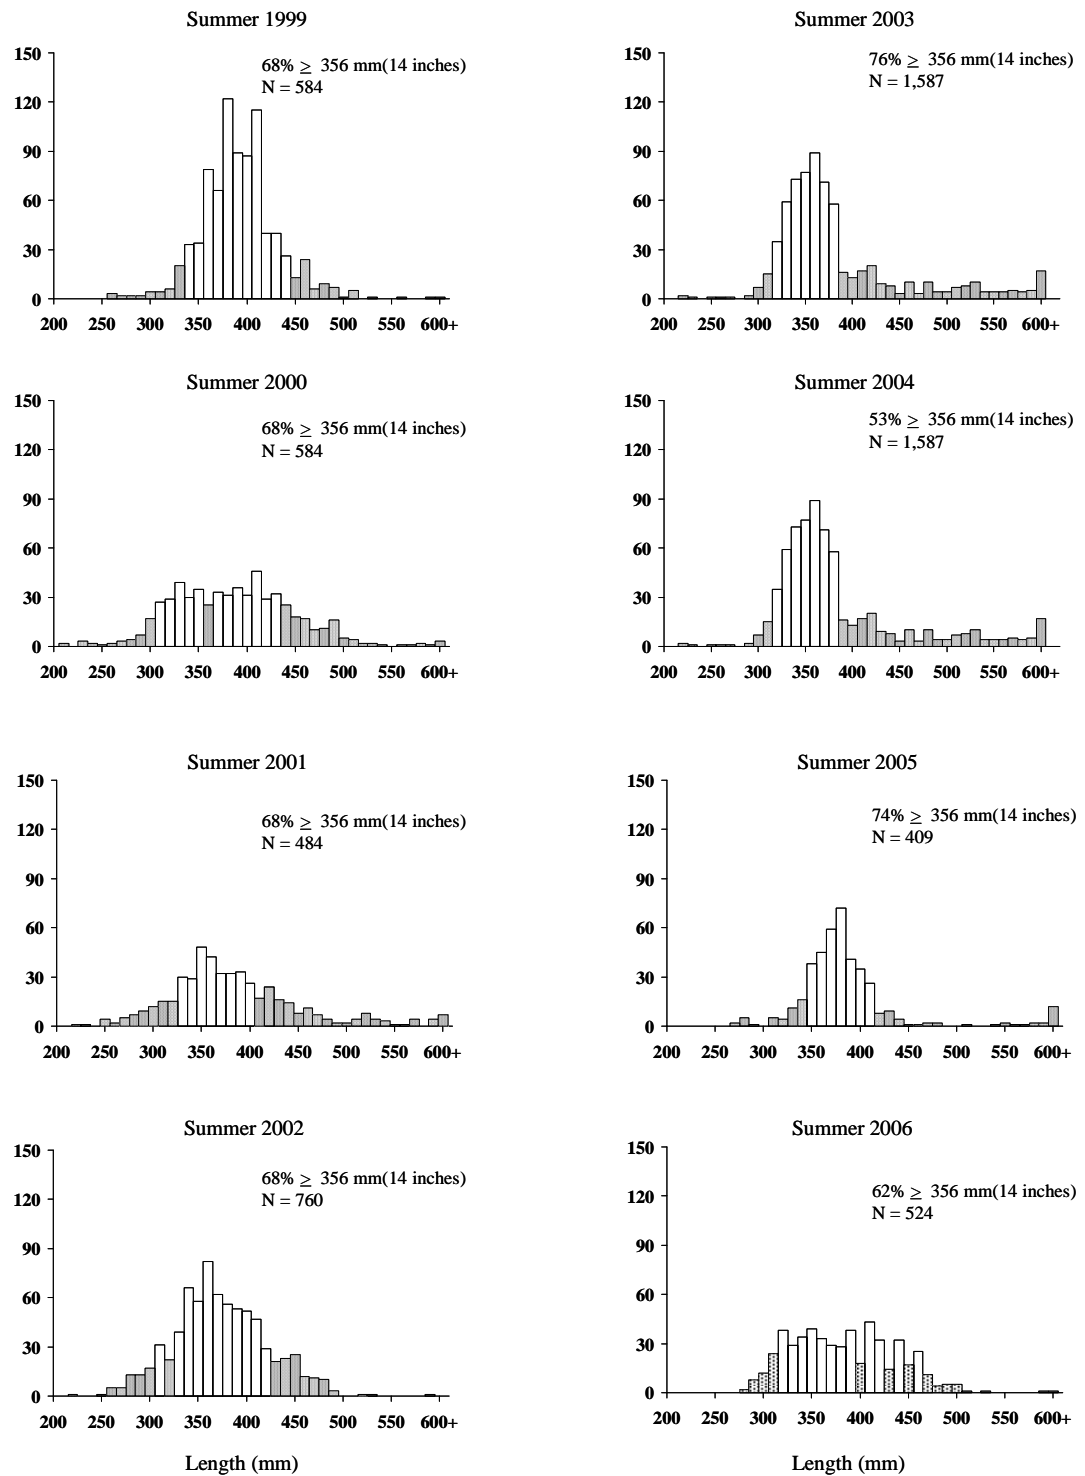 Summer 1999
68% ≥ 356 mm(14 inches)
N = 584
150
120
90
60
30
0
200 250 300 350 400 450 500 550 600+
Summer 2003
76% ≥ 356 mm(14 inches)
N = 1,587
150
120
90
60
30
0
200 250 300 350 400 450 500 550 600+
Summer 2000
68% ≥ 356 mm(14 inches)
N = 584
150
120
90
60
30
0
200 250 300 350 400 450 500 550 600+
Summer 2004
53% ≥ 356 mm(14 inches)
N = 1,587
150
120
90
60
30
0
200 250 300 350 400 450 500 550 600+
Summer 2001
68% ≥ 356 mm(14 inches)
N = 484
150
120
90
60
30
0
200 250 300 350 400 450 500 550 600+
Summer 2005
74% ≥ 356 mm(14 inches)
N = 409
150
120
90
60
30
0
200 250 300 350 400 450 500 550 600+
Summer 2002
68% ≥ 356 mm(14 inches)
N = 760
150
120
90
60
30
0
200 250 300 350 400 450 500 550 600+
Length (mm)
Summer 2006
62% ≥ 356 mm(14 inches)
N = 524
150
120
90
60
30
0
200 250 300 350 400 450 500 550 600+
Length (mm)